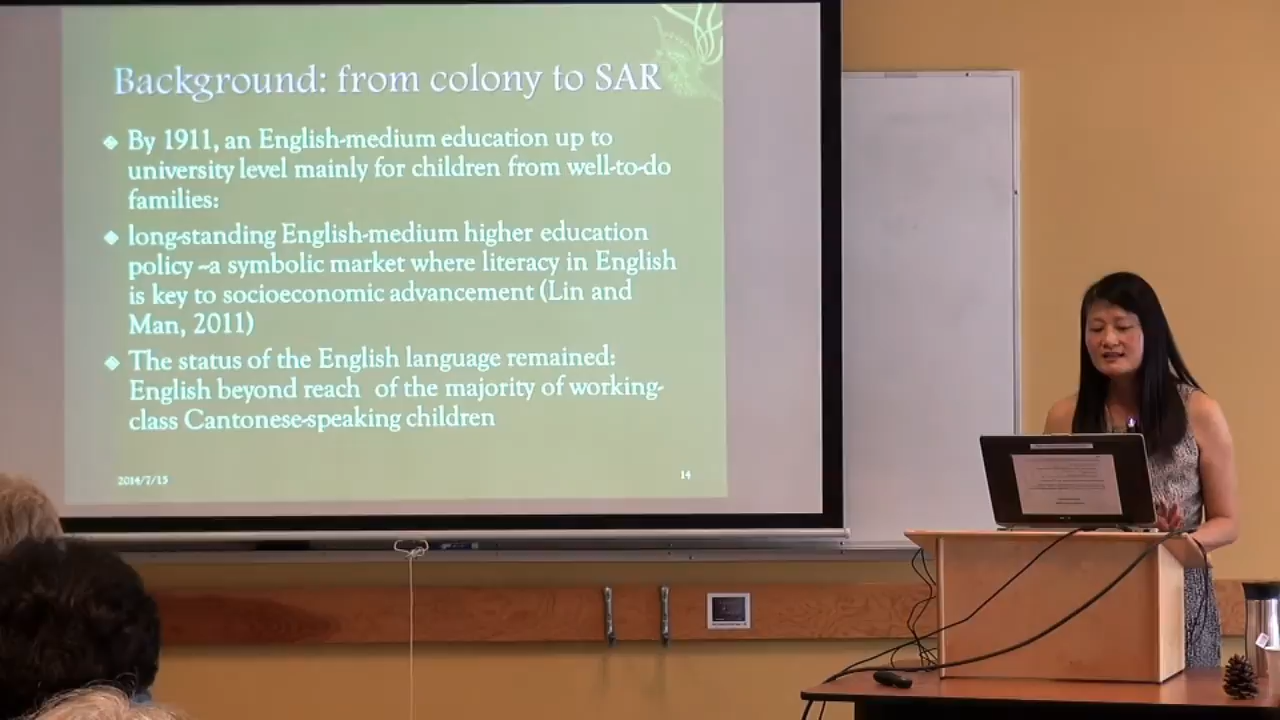 Background: from colony to SAR
By 1911, an English-medium education up to
university level mainly for children from well-to-do
families:
long-standing English-medium higher education
policy –a symbolic market where literacy in English
is key to socioeconomic advancement (Lin and
Man, 2011)
The status of the English language remained:
English beyond reach of the majority of working-
class Cantonese-speaking children
2014/7/15
14